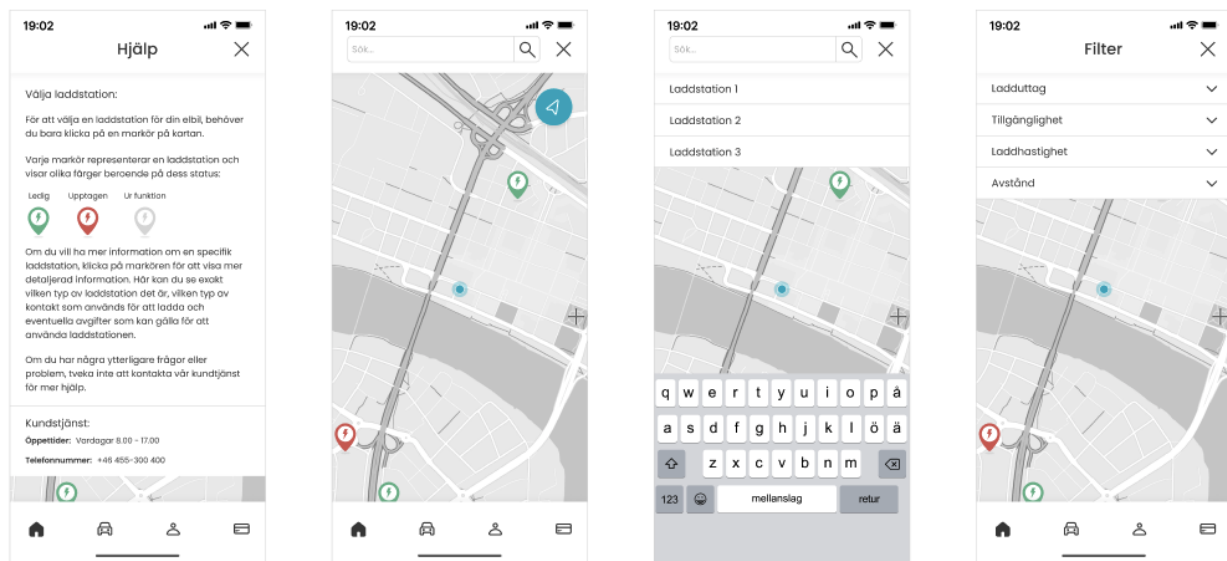 19:02
Hjälp
Välja laddstation:
För att välja en laddstation för din elbil, behöver
du bara klicka på en markör på kartan.
Varje markör representerar en laddstation och
visar olika färger beroende på dess status:
Ledig Upptagen Ur funktion
Om du vill ha mer information om en specifik
laddstation, klicka på markören för att visa mer
detaljerad information. Här kan du se exakt
vilken typ av laddstation det är, vilken typ av
kontakt som används för att ladda och
eventuella avgifter som kan gälla för att
använda laddstationen.
Om du har några ytterligare frågor eller
problem, tveka inte att kontakta vår kundtjänst
för mer hjälp.
Kundstjänst:
Öppettider: Vardagar 8.00 - 17.00
Telefonnummer: +46 455-300 400
19:02
Sök...
19:02
Sök...
Laddstation 1
Laddstation 2
Laddstation 3
q w e r t y u i o p å
a s d f g h j k l ö ä
z x c v b n m
123 mellanslag retur
19:02
Filter
Ladduttag
Tillgänglighet
Laddhastighet
Avstånd